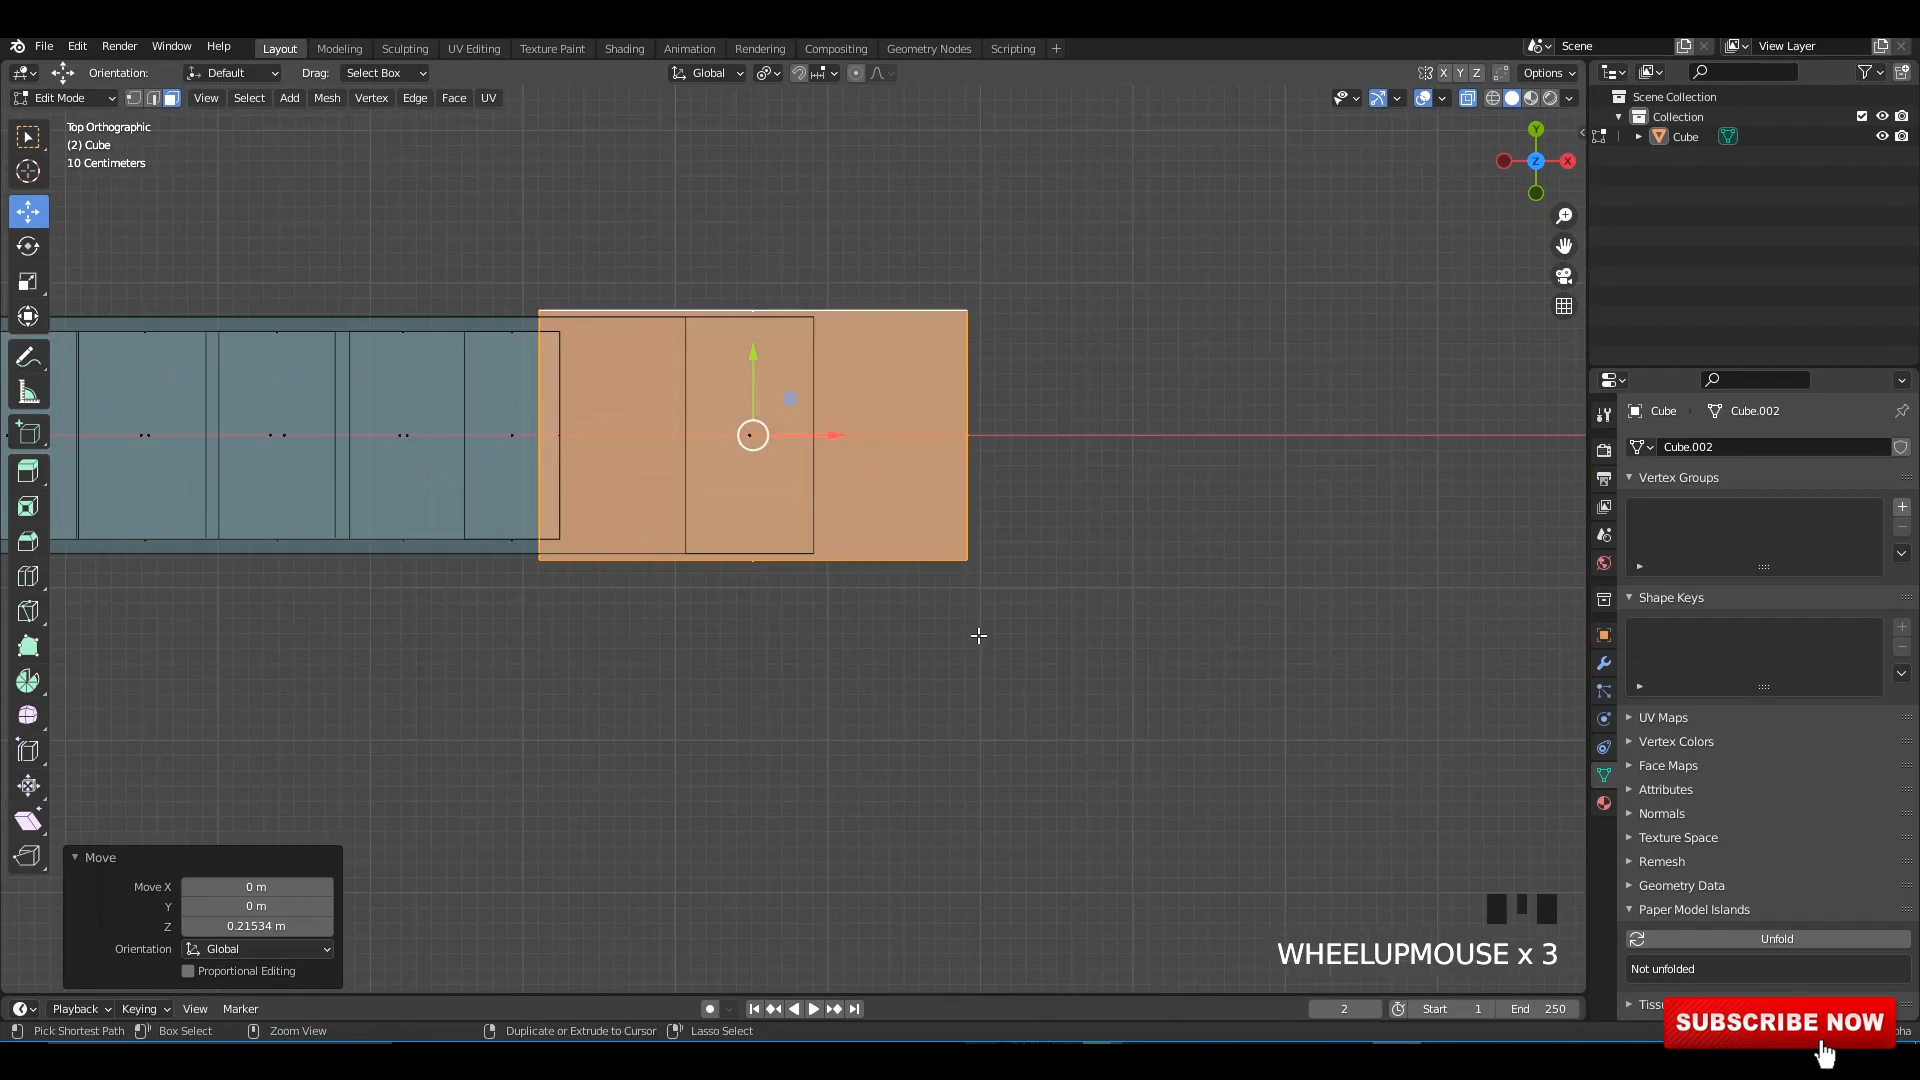 File Edit Render Window Help Layout Modeling Sculpting UV Editing Texture Paint Shading Animation Rendering Compositing Geometry Nodes Scripting + Scene View Layer
Orientation: Default Drag: Select Box Global X Y Z Options
Edit Mode View Select Add Mesh Vertex Edge Face UV
Scene Collection
Collection
Cube
Top Orthographic
(2) Cube
10 Centimeters
Y
Z
X
Cube Cube.002
Cube.002
Vertex Groups
Shape Keys
UV Maps
Vertex Colors
Face Maps
Attributes
Normals
Texture Space
Remesh
Geometry Data
Paper Model Islands
Unfold
Not unfolded
Move
Move X 0 m
Y 0 m
Z 0.21534 m
Orientation Global
Proportional Editing
WHEELUPMOUSE x 3
Playback Keying View Marker 2 Start 1 End 250
Pick Shortest Path Box Select Zoom View Duplicate or Extrude to Cursor Lasso Select
SUBSCRIBE NOW